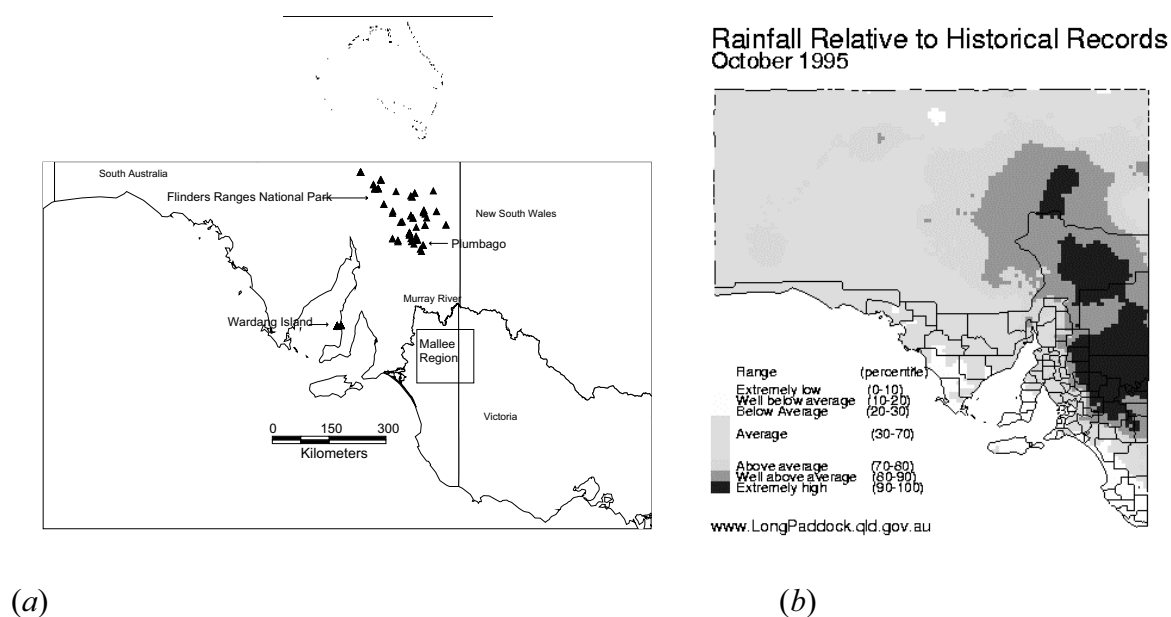 South Australia
Flinders Ranges National Park
New South Wales
Plumbago
Murray River
Wardang Island
Mallee
Region
Victoria
0 150 300
Kilometers
(a)
Rainfall Relative to Historical Records
October 1995
Range (percentile)
Extremely low (0-10)
Well below average (10-20)
Below Average (20-30)
Average (30-70)
Above average (70-80)
Well above average (80-90)
Extremely high (90-100)
www.LongPaddock.qld.gov.au
(b)